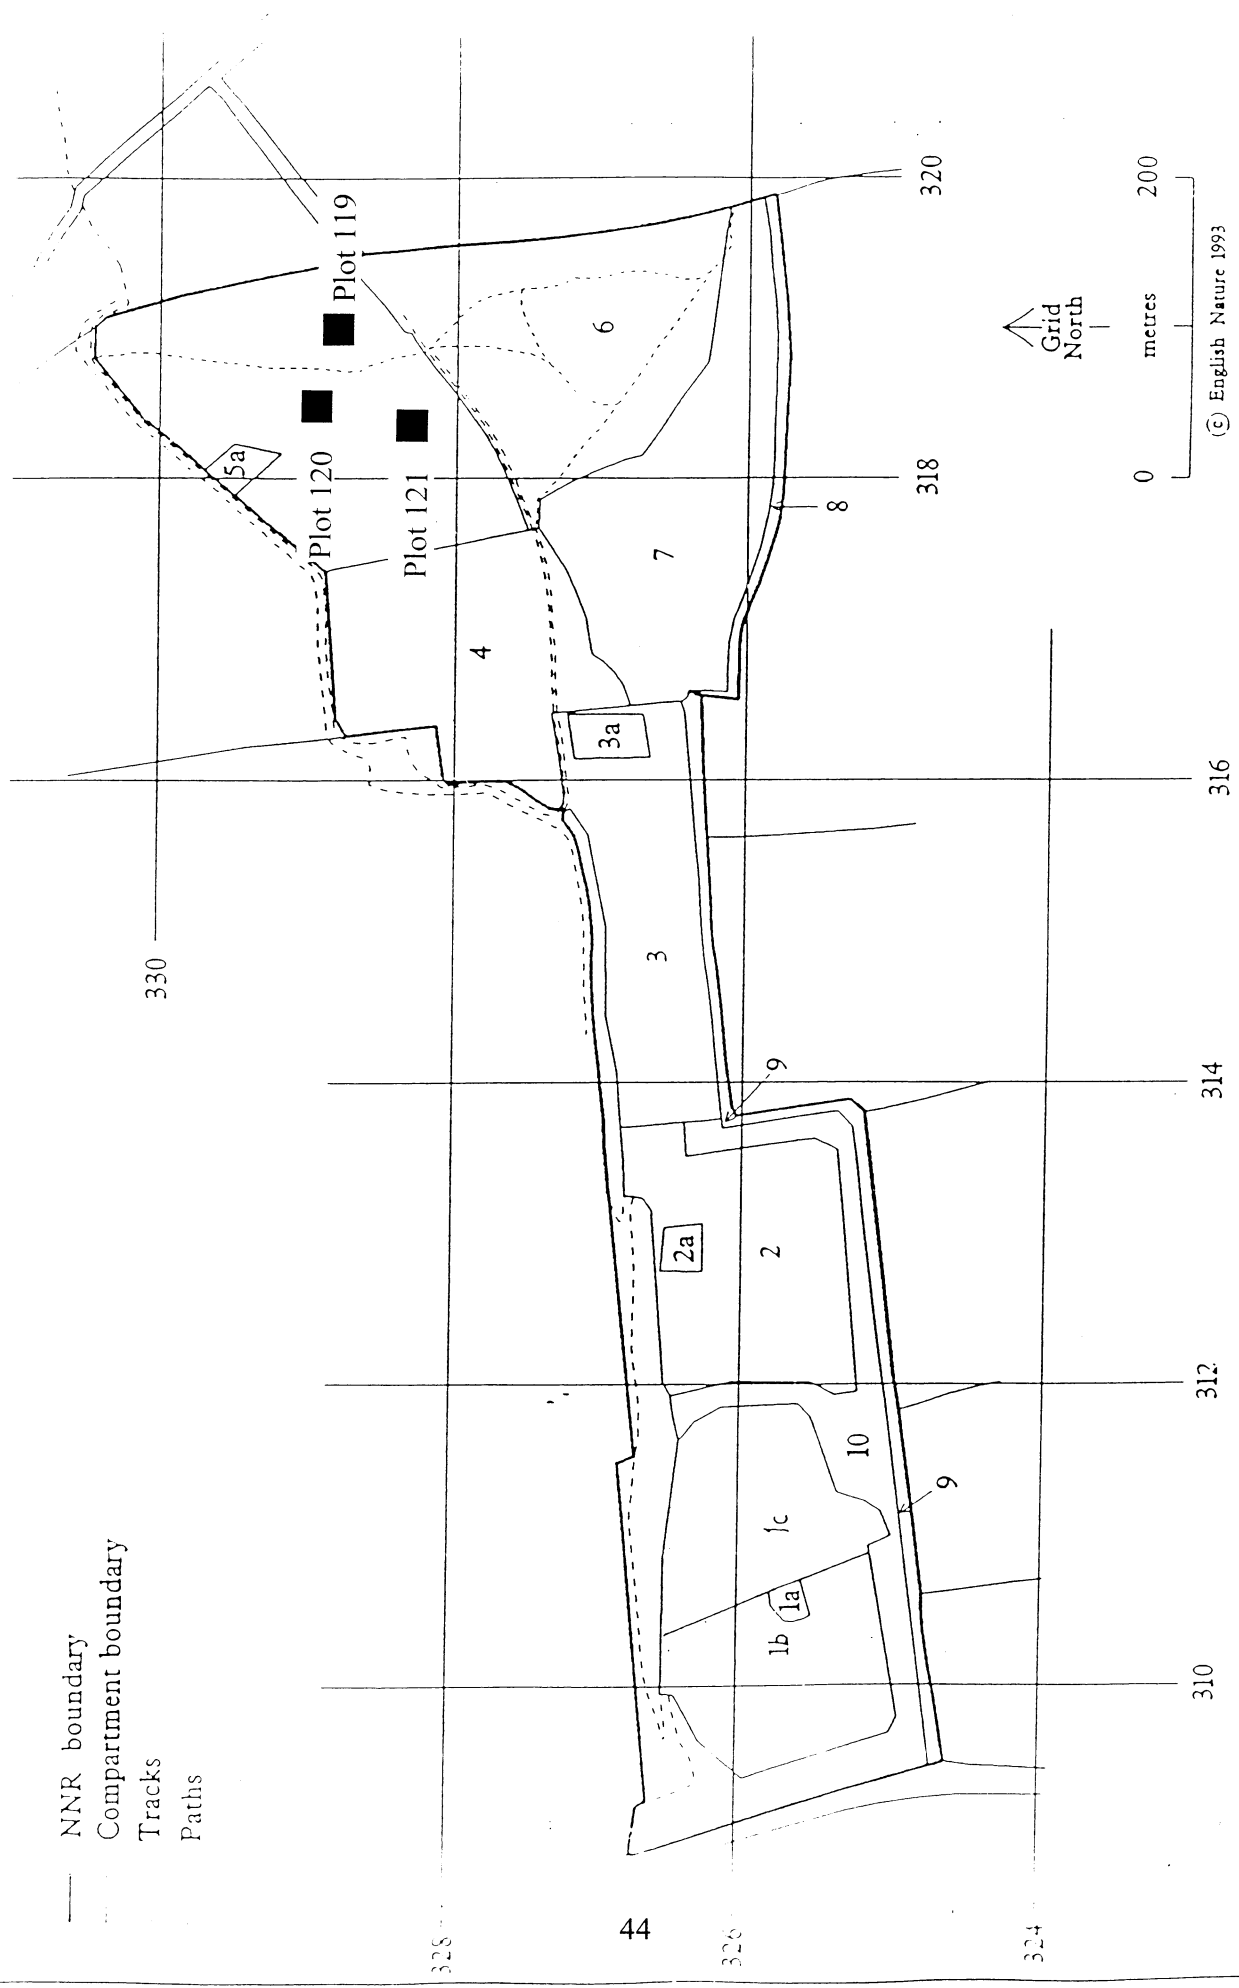 NNR boundary
Compartment boundary
Tracks
Paths
330
328
326
324
310
312
314
316
318
320
Plot 119
Plot 120
Plot 121
5a
6
4
7
8
3a
3
9
2a
2
10
9
1c
1a
1b
Grid
North
0
metres
200
(c) English Nature 1993
44